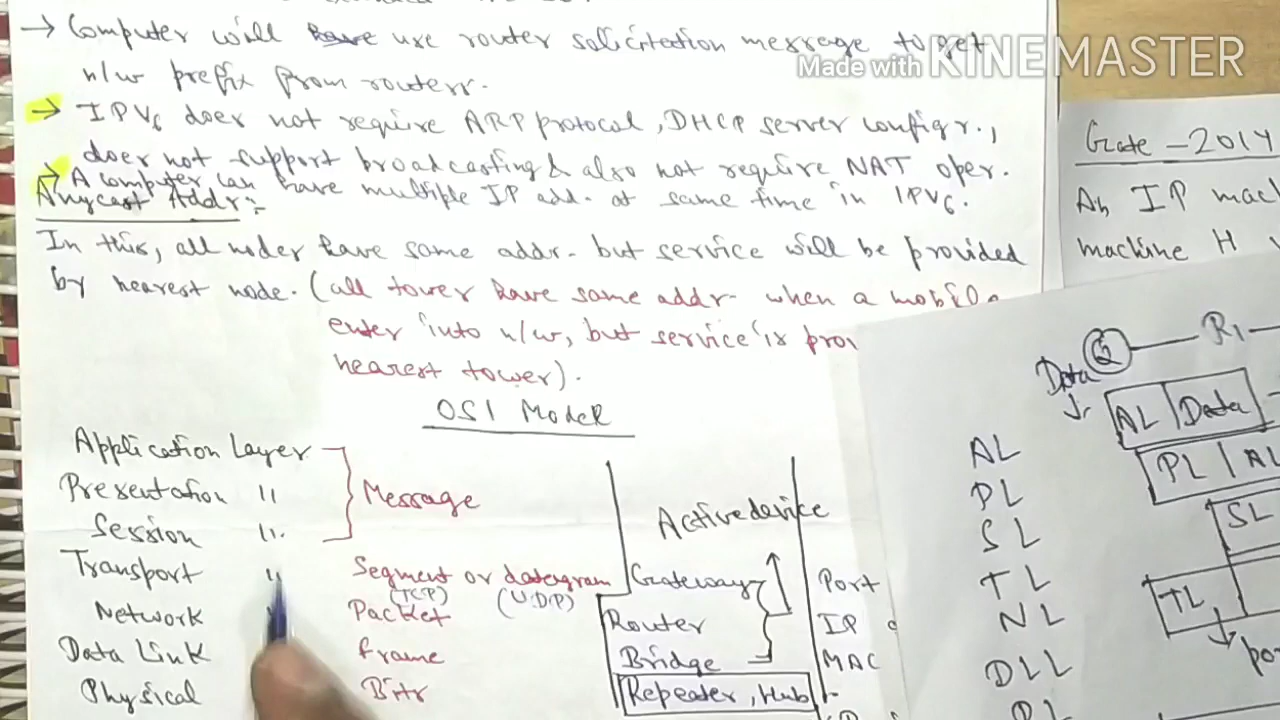 → Computer will have use router solicitation message to get
n/w prefix from routers.
→ IPV6 does not require ARP protocol, DHCP server configr.,
does not support broadcasting & also not require NAT oper.
→ A computer can have multiple IP add. at same time in IPV6.
Anycast Addr:-
In this, all nodes have same addr. but service will be provided
by nearest node. (all tower have same addr- when a mobile
enter into n/w, but service is prov
nearest tower).
OSI Model
Application Layer
Presentation 〃
Session 〃
Message
Transport 〃 Segment or datagram
(TCP) (UDP)
Network Packet
Data Link frame
Physical Bits
Active device
Gateway
Router
Bridge
Repeater, Hub
Port
IP
MAC
Made with KINEMASTER
Gate - 2014
An IP mac
machine H
Data
R1
AL | Data
PL | AL
SL
TL
po
AL
PL
SL
TL
NL
DLL
PL